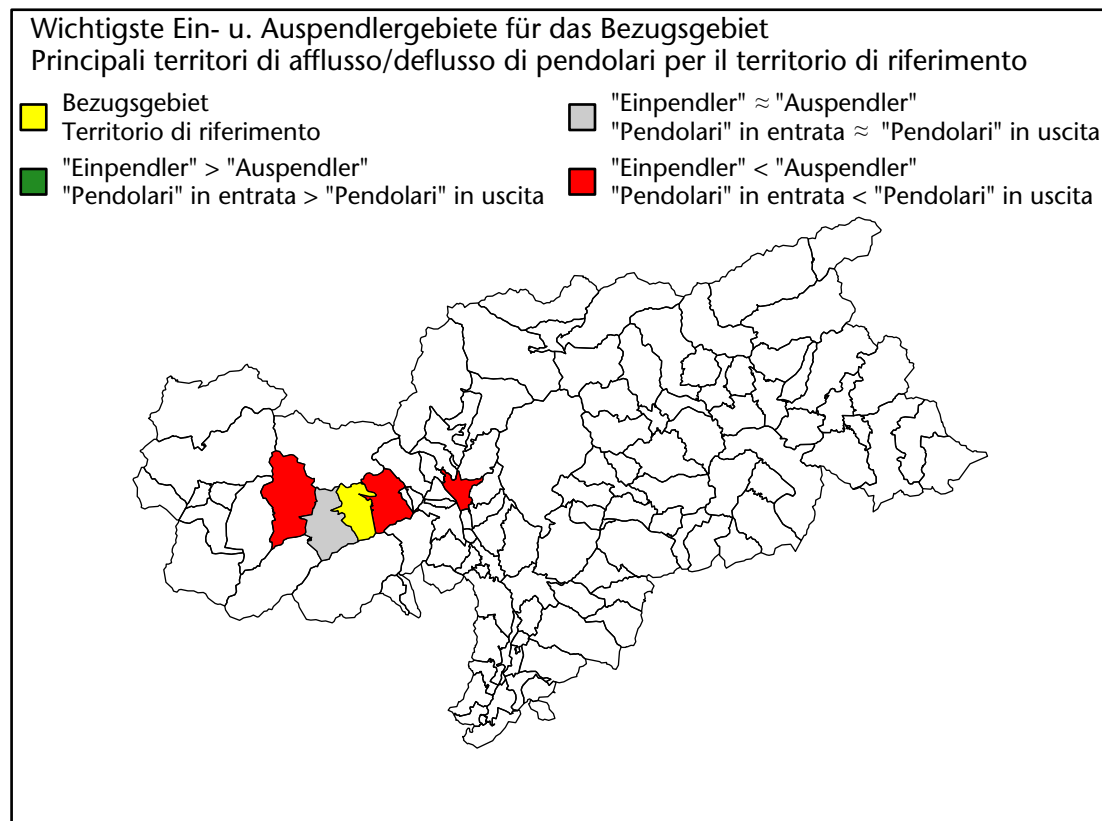 Wichtigste Ein- u. Auspendlergebiete für das Bezugsgebiet
Principali territori di afflusso/deflusso di pendolari per il territorio di riferimento
Bezugsgebiet
Territorio di riferimento
"Einpendler" > "Auspendler"
"Pendolari" in entrata > "Pendolari" in uscita
"Einpendler" ≈ "Auspendler"
"Pendolari" in entrata ≈ "Pendolari" in uscita
"Einpendler" < "Auspendler"
"Pendolari" in entrata < "Pendolari" in uscita